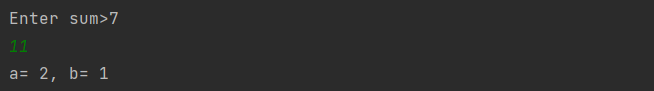 Enter sum>7
11
a= 2, b= 1